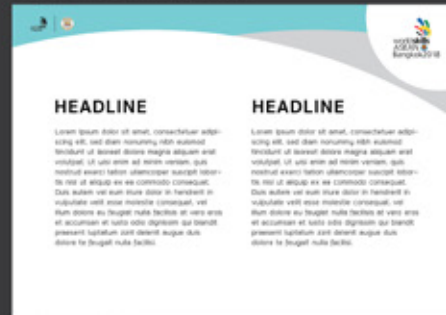 worldskills
ASEAN
Bangkok2018
HEADLINE
Lorem ipsum dolor sit amet, consectetuer adipi-
scing elit, sed diam nonummy nibh euismod
tincidunt ut laoreet dolore magna aliquam erat
volutpat. Ut wisi enim ad minim veniam, quis
nostrud exerci tation ullamcorper suscipit lobor-
tis nisl ut aliquip ex ea commodo consequat.
Duis autem vel eum iriure dolor in hendrerit in
vulputate velit esse molestie consequat, vel
illum dolore eu feugiat nulla facilisis at vero eros
et accumsan et iusto odio dignissim qui blandit
praesent luptatum zzril delenit augue duis
dolore te feugait nulla facilisi.
HEADLINE
Lorem ipsum dolor sit amet, consectetuer adipi-
scing elit, sed diam nonummy nibh euismod
tincidunt ut laoreet dolore magna aliquam erat
volutpat. Ut wisi enim ad minim veniam, quis
nostrud exerci tation ullamcorper suscipit lobor-
tis nisl ut aliquip ex ea commodo consequat.
Duis autem vel eum iriure dolor in hendrerit in
vulputate velit esse molestie consequat, vel
illum dolore eu feugiat nulla facilisis at vero eros
et accumsan et iusto odio dignissim qui blandit
praesent luptatum zzril delenit augue duis
dolore te feugait nulla facilisi.